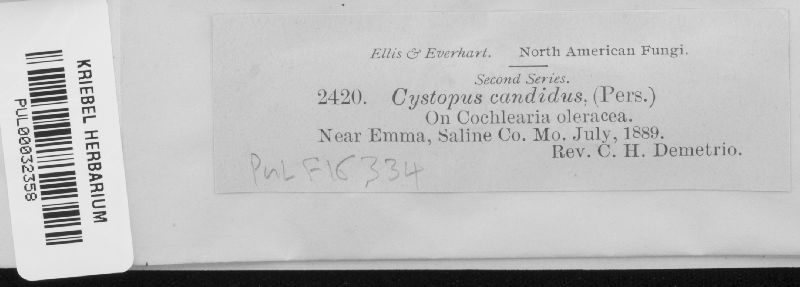 KRIEBEL HERBARIUM
PUL00032358
Ellis & Everhart. North American Fungi.
Second Series.
2420. Cystopus candidus, (Pers.)
On Cochlearia oleracea.
Near Emma, Saline Co. Mo. July, 1889.
Rev. C. H. Demetrio.
PUL F16334